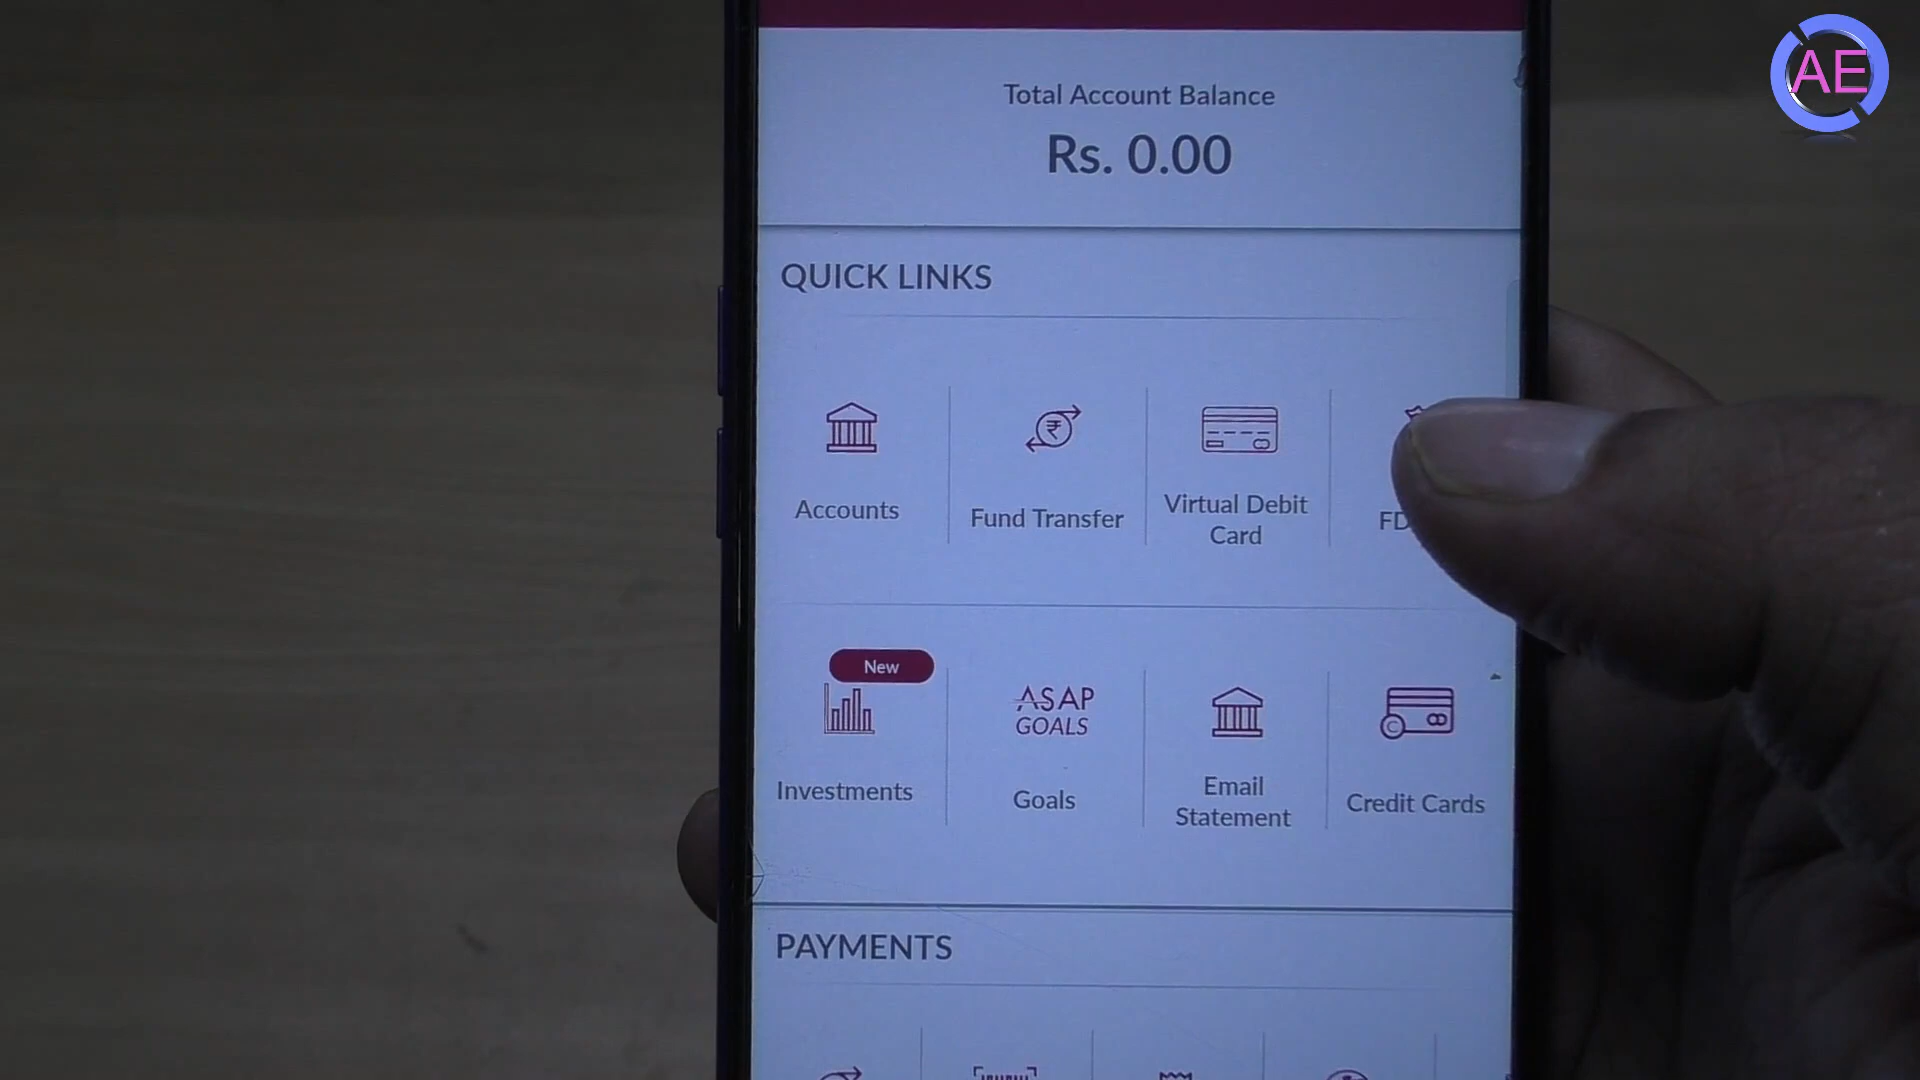 AE
Total Account Balance
Rs. 0.00
QUICK LINKS
Accounts
Fund Transfer
Virtual Debit
Card
New
ASAP
GOALS
Investments
Goals
Email
Statement
Credit Cards
PAYMENTS